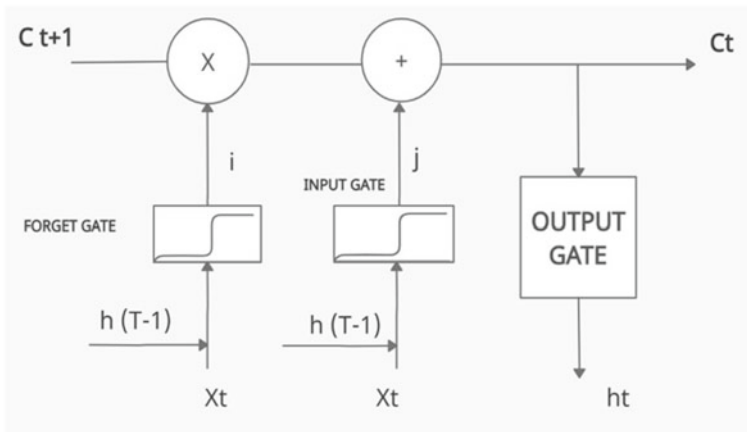 C t+1
Ct
X
+
i
j
INPUT GATE
FORGET GATE
OUTPUT
GATE
h (T-1)
h (T-1)
Xt
Xt
ht